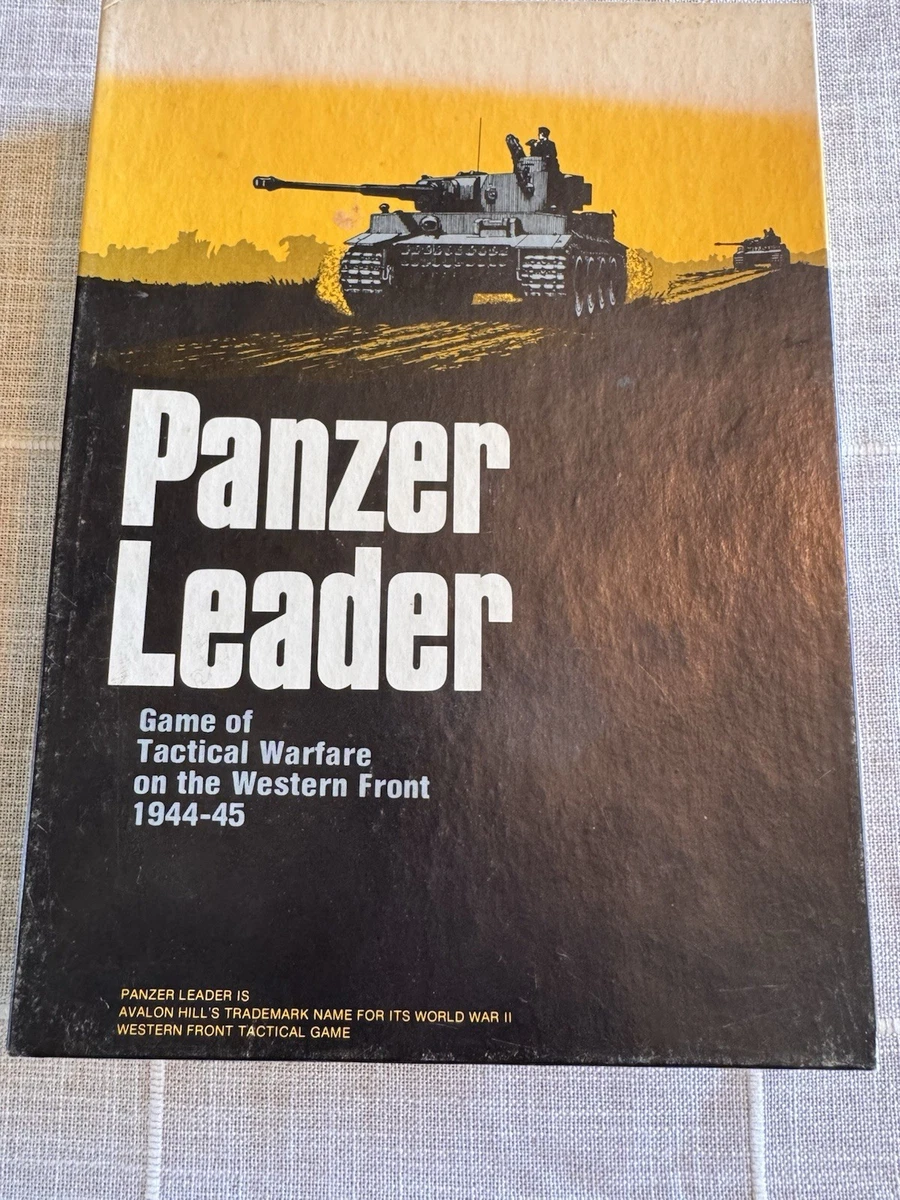 Panzer
Leader
Game of
Tactical Warfare
on the Western Front
1944-45
PANZER LEADER IS
AVALON HILL'S TRADEMARK NAME FOR ITS WORLD WAR II
WESTERN FRONT TACTICAL GAME